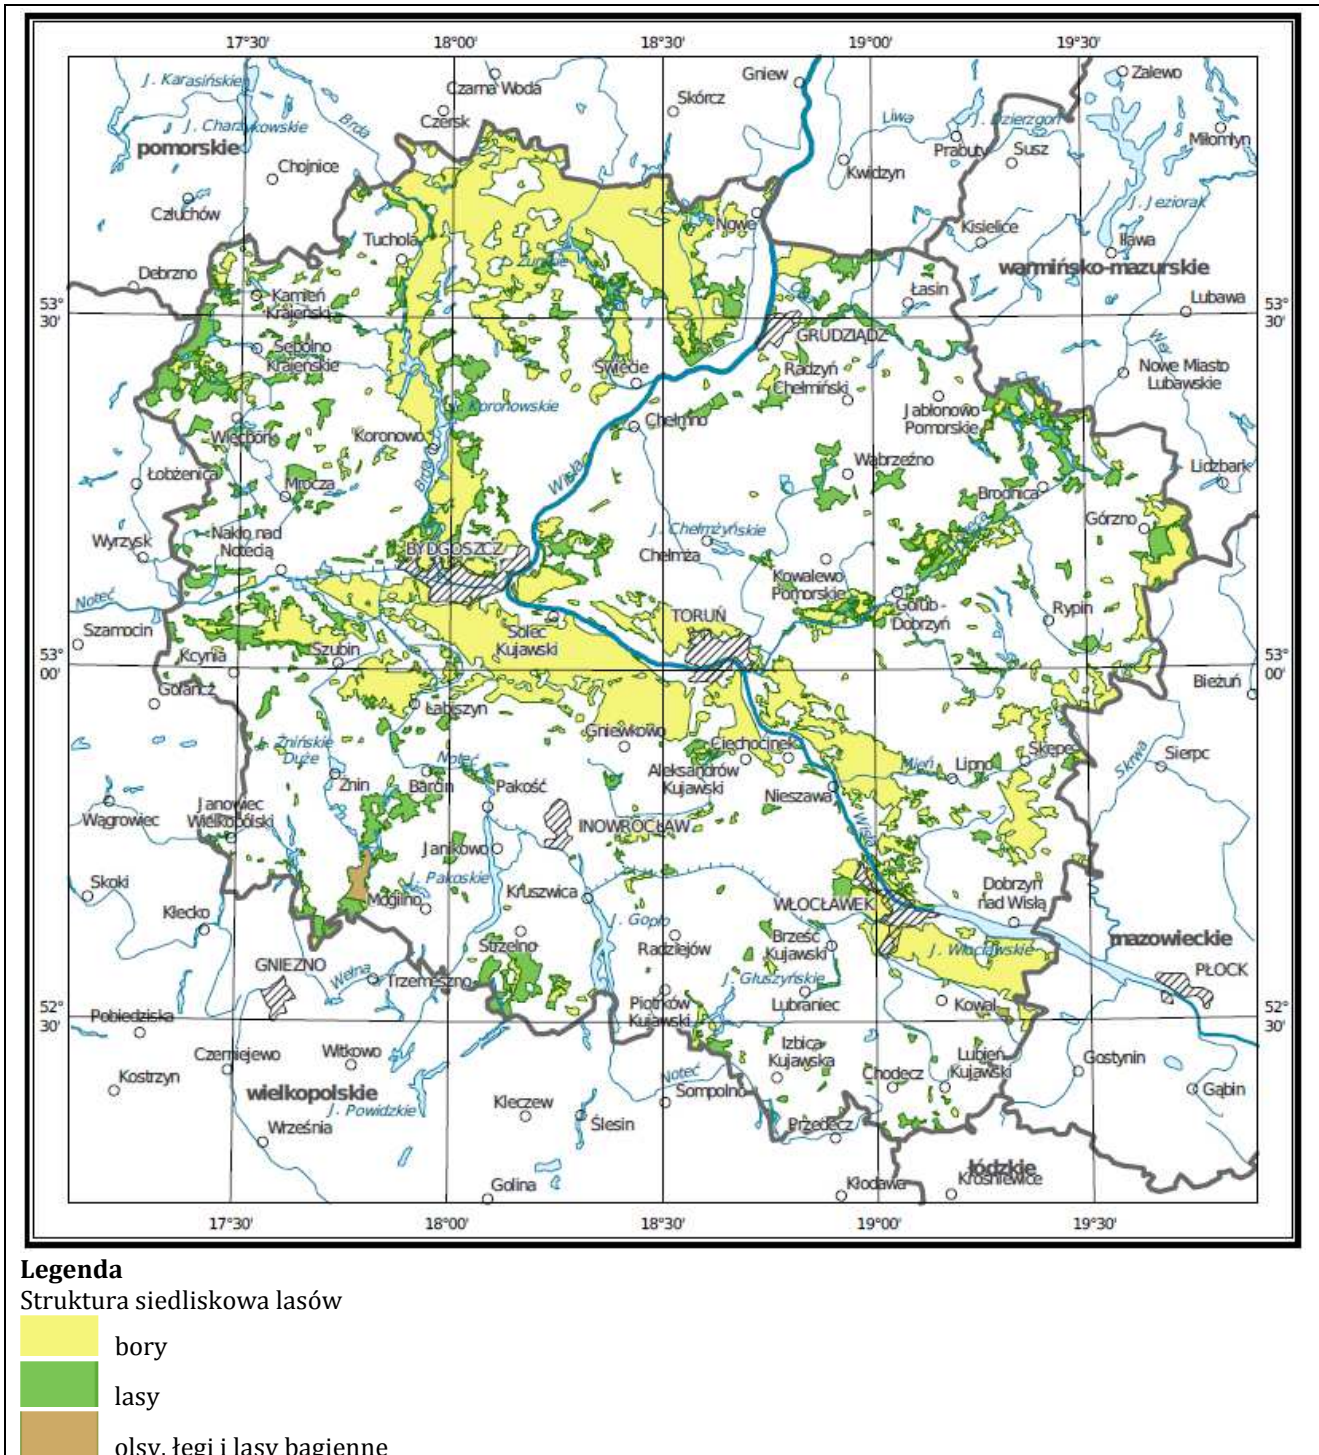 17°30' 18°00' 18°30' 19°00' 19°30'
J. Karasińskie
Czarna Woda
Gniew
Zalewo
Skórcz
Czersk
Brda
J. Charzykowskie
pomorskie
Liwa
J. Dzierzgoń
Prabuty
Susz
Miłomłyn
Chojnice
Kwidzyn
Człuchów
J. Jeziorak
Nowe
Kisielice
Tuchola
Iława
Debrzno
Żurskie
warmińsko-mazurskie
Kamień
Krajeński
Łasin
Lubawa
53°
30'
53°
30'
GRUDZIĄDZ
Wel
Sępólno
Krajeńskie
Świecie
Radzyń
Chełmiński
Nowe Miasto
Lubawskie
Koronowskie
Jabłonowo
Pomorskie
Chełmno
Więcbork
Koronowo
Łobżenica
Mrocza
Brda
Wisła
Wąbrzeźno
Lidzbark
Brodnica
Górzno
Wyrzysk
Nakło nad
Notecią
BYDGOSZCZ
J. Chełmżyńskie
Chełmża
Kowalewo
Pomorskie
Noteć
Szamocin
TORUŃ
Golub -
Dobrzyń
Rypin
Solec
Kujawski
Kcynia
Szubin
53°
00'
53°
00'
Gołańcz
Bieżuń
Łabiszyn
J. Żnińskie
Duże
Gniewkowo
Ciechocinek
Skępe
Sierpc
Skrwa
Noteć
Mień
Lipno
Żnin
Barcin
Pakość
Aleksandrów
Kujawski
Nieszawa
Wągrowiec
Janowiec
Wielkopolski
INOWROCŁAW
Wisła
Janikowo
Skoki
J. Pakoskie
Kruszwica
Dobrzyń
nad Wisłą
Kłecko
Mogilno
WŁOCŁAWEK
J. Gopło
Radziejów
Brześć
Kujawski
J. Włocławskie
mazowieckie
Strzelno
GNIEZNO
Wełna
Trzemeszno
J. Głuszyńskie
PŁOCK
Piotrków
Kujawski
Lubraniec
Kowal
52°
30'
52°
30'
Pobiedziska
Czerniejewo
Witkowo
Izbica
Kujawska
Lubień
Kujawski
Gostynin
Kostrzyn
Noteć
Chodecz
Gąbin
wielkopolskie
J. Powidzkie
Kleczew
Sompolno
Ślesin
Września
Przedecz
łódzkie
Golina
Kłodawa
Krośniewice
17°30' 18°00' 18°30' 19°00' 19°30'
Legenda
Struktura siedliskowa lasów
bory
lasy
olsy, łęgi i lasy bagienne